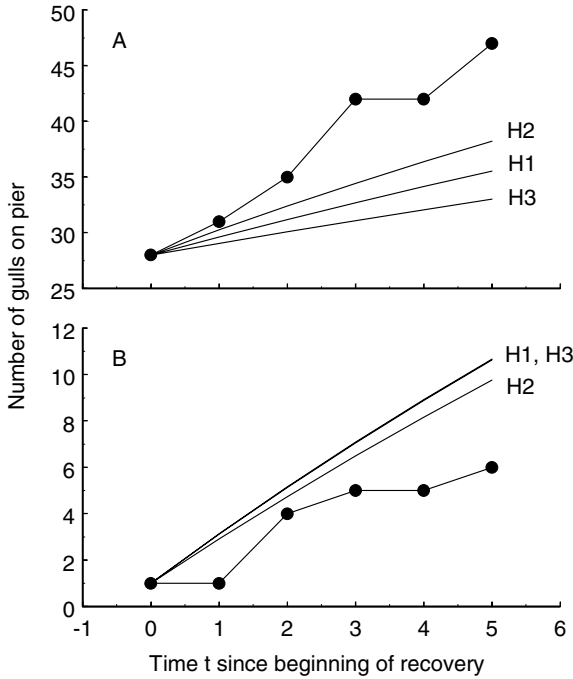 50
A
45
40
H2
35
H1
H3
30
25
Number of gulls on pier
12
B
H1, H3
10
H2
8
6
4
2
0
-1 0 1 2 3 4 5 6
Time t since beginning of recovery